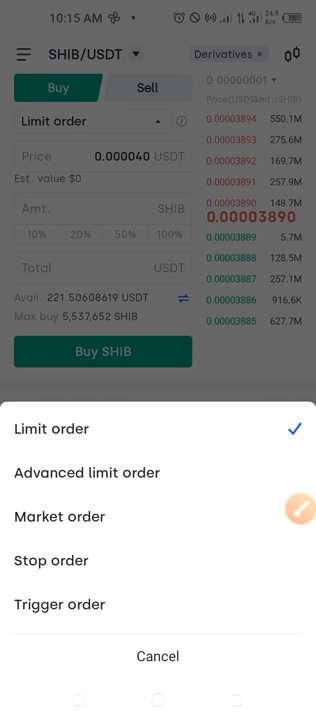 10:15 AM
4G
24.9
SHIB/USDT
Derivatives
Buy
Sell
0.00000001
Price(USDT)
Amt.(SHIB)
Limit order
0.00003894 550.1M
0.00003893 275.6M
Price 0.000040 USDT
0.00003892 169.7M
Est. value $0
0.00003891 257.9M
0.00003890 148.7M
Amt. SHIB
0.00003890
10% 20% 50% 100%
0.00003889 5.7M
0.00003888 128.5M
Total USDT
0.00003887 257.1M
Avail. 221.50608619 USDT
0.00003886 916.6K
Max buy 5,537,652 SHIB
0.00003885 627.7M
Buy SHIB
Limit order
Advanced limit order
Market order
Stop order
Trigger order
Cancel